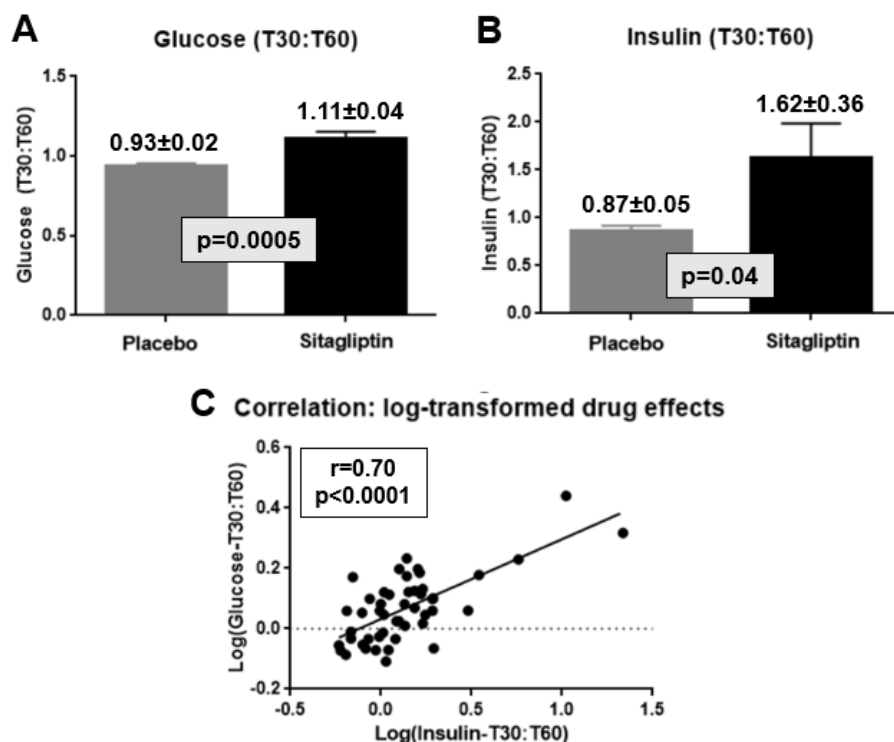 A
Glucose (T30:T60)
Glucose (T30:T60)
1.5
1.0
0.5
0.0
0.93±0.02
1.11±0.04
p=0.0005
Placebo
Sitagliptin
B
Insulin (T30:T60)
Insulin (T30:T60)
2.5
2.0
1.5
1.0
0.5
0.0
0.87±0.05
1.62±0.36
p=0.04
Placebo
Sitagliptin
C
Correlation: log-transformed drug effects
Log(Glucose-T30:T60)
0.6
0.4
0.2
0.0
-0.2
r=0.70
p<0.0001
-0.5
0.0
0.5
1.0
1.5
Log(Insulin-T30:T60)